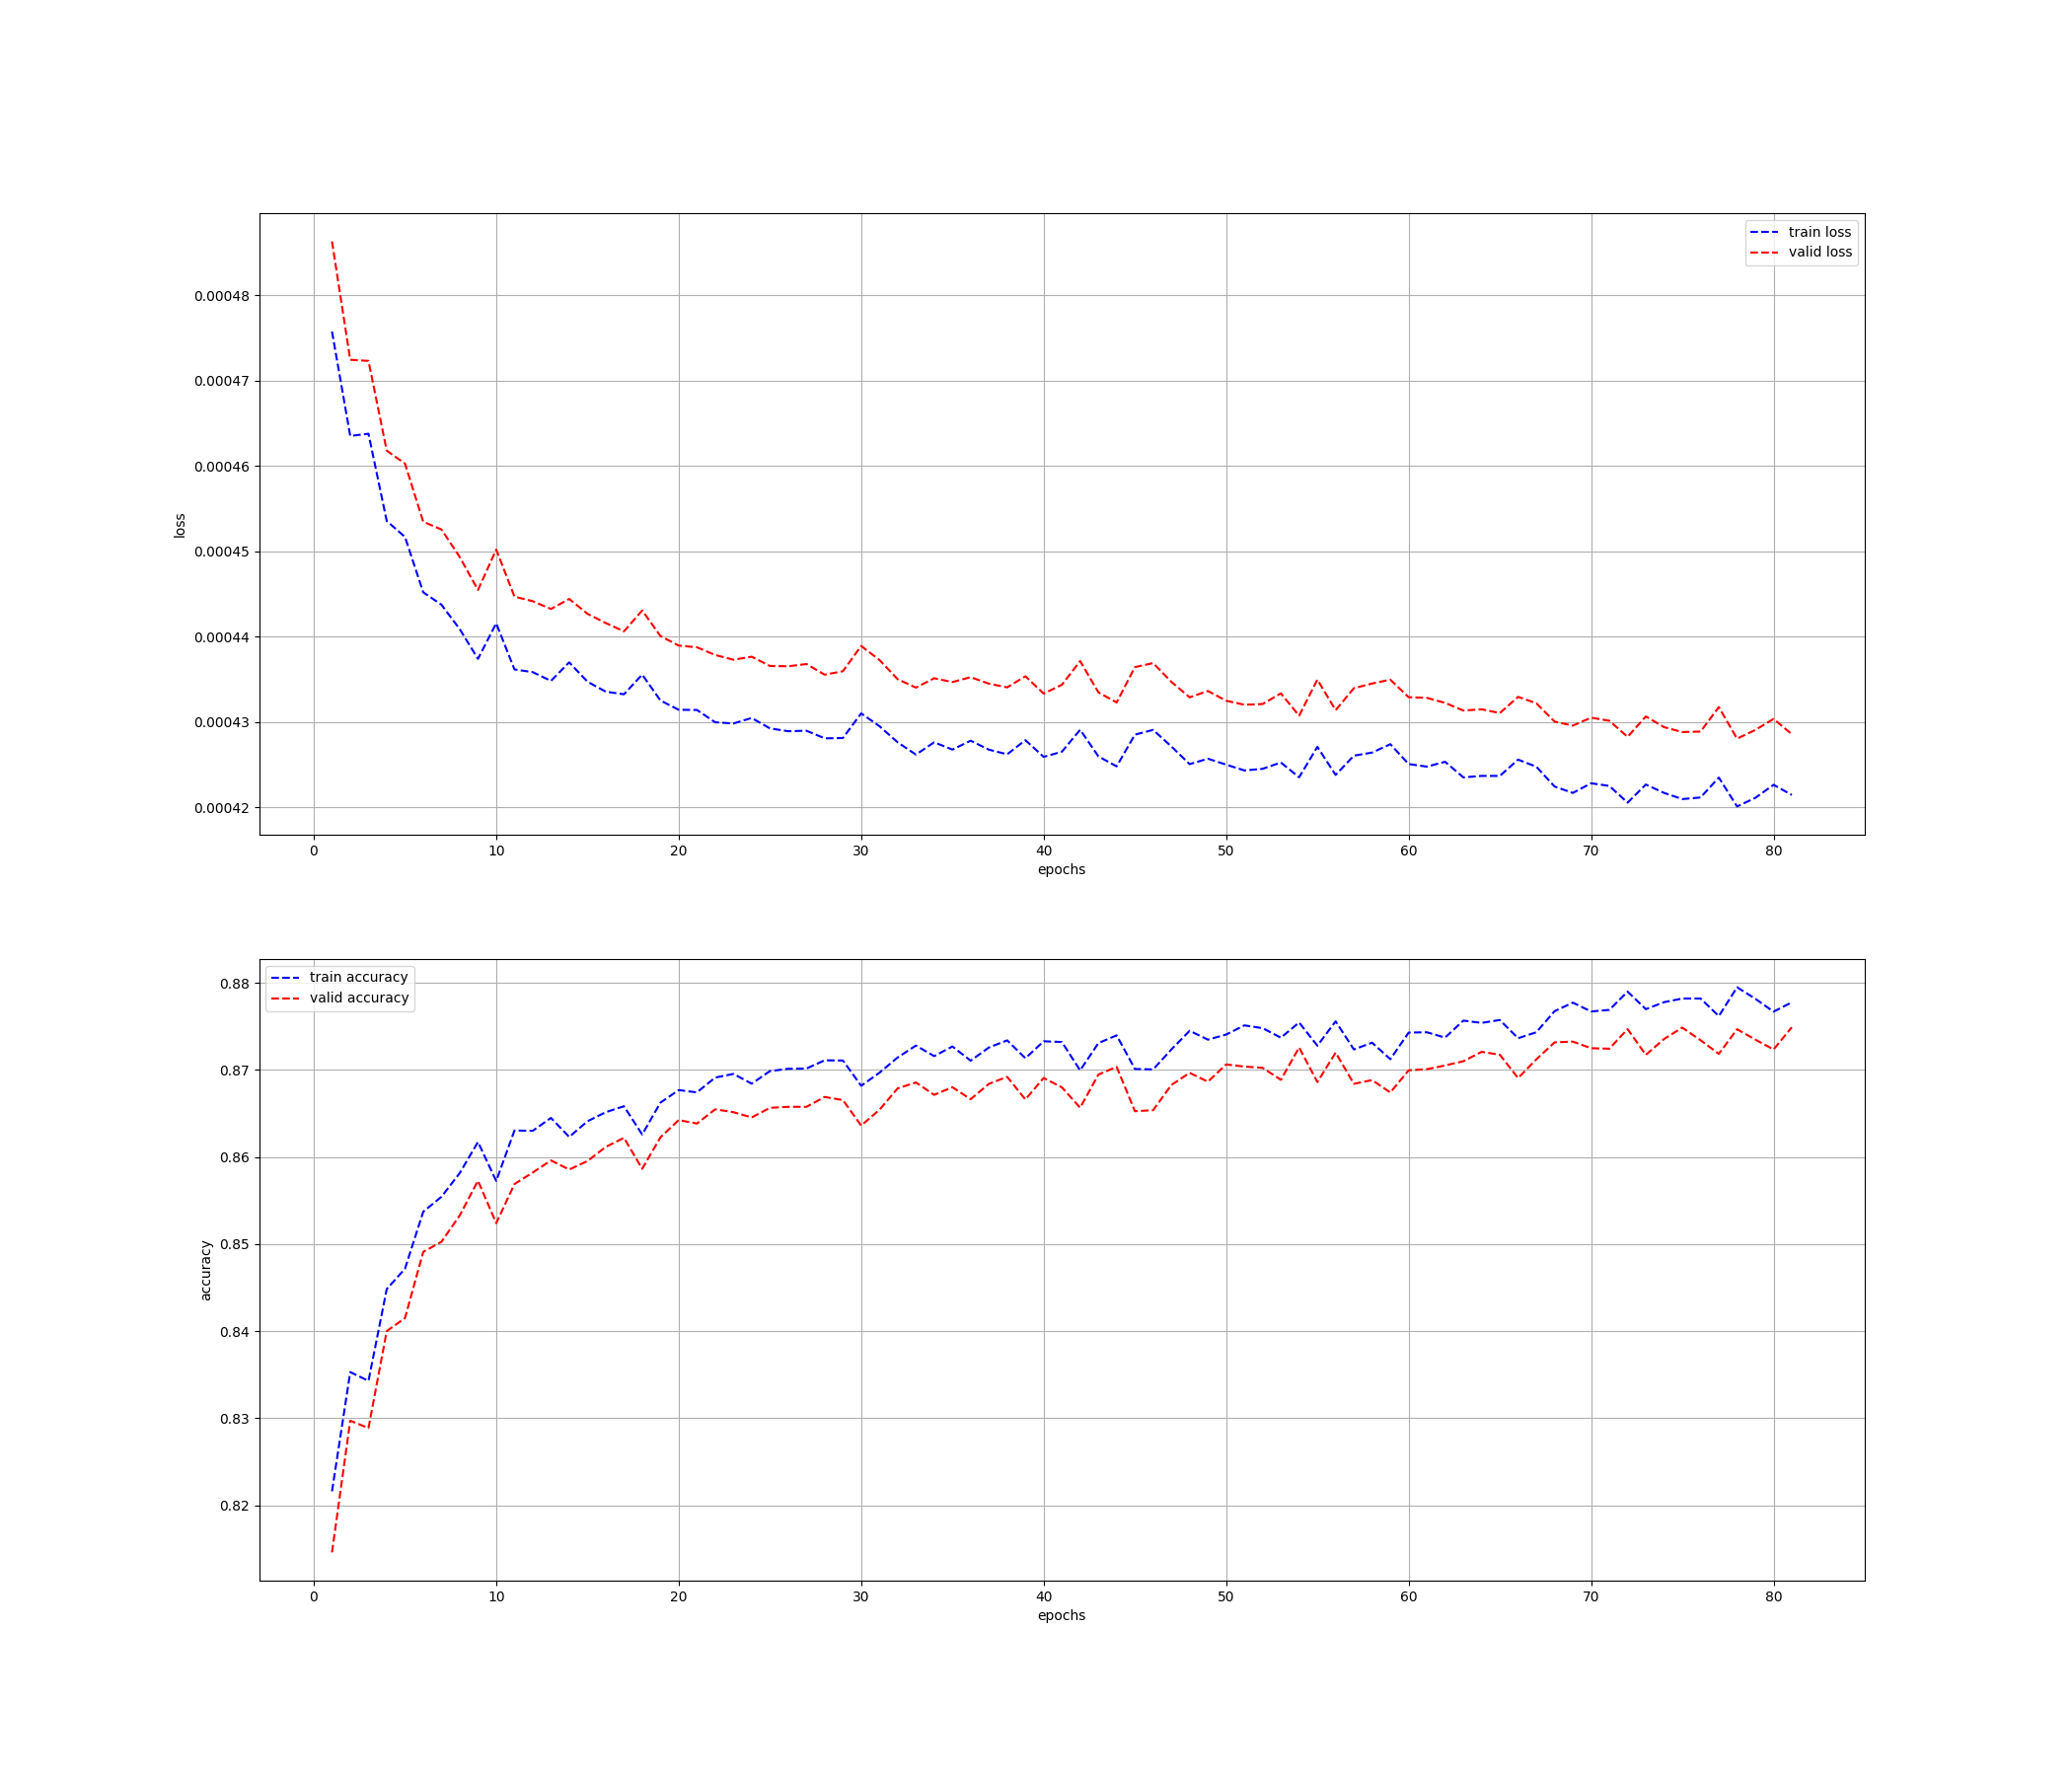 train loss
valid loss
0.00048
0.00047
0.00046
0.00045
0.00044
0.00043
0.00042
loss
0 10 20 30 40 50 60 70 80
epochs
train accuracy
valid accuracy
0.88
0.87
0.86
0.85
0.84
0.83
0.82
accuracy
0 10 20 30 40 50 60 70 80
epochs